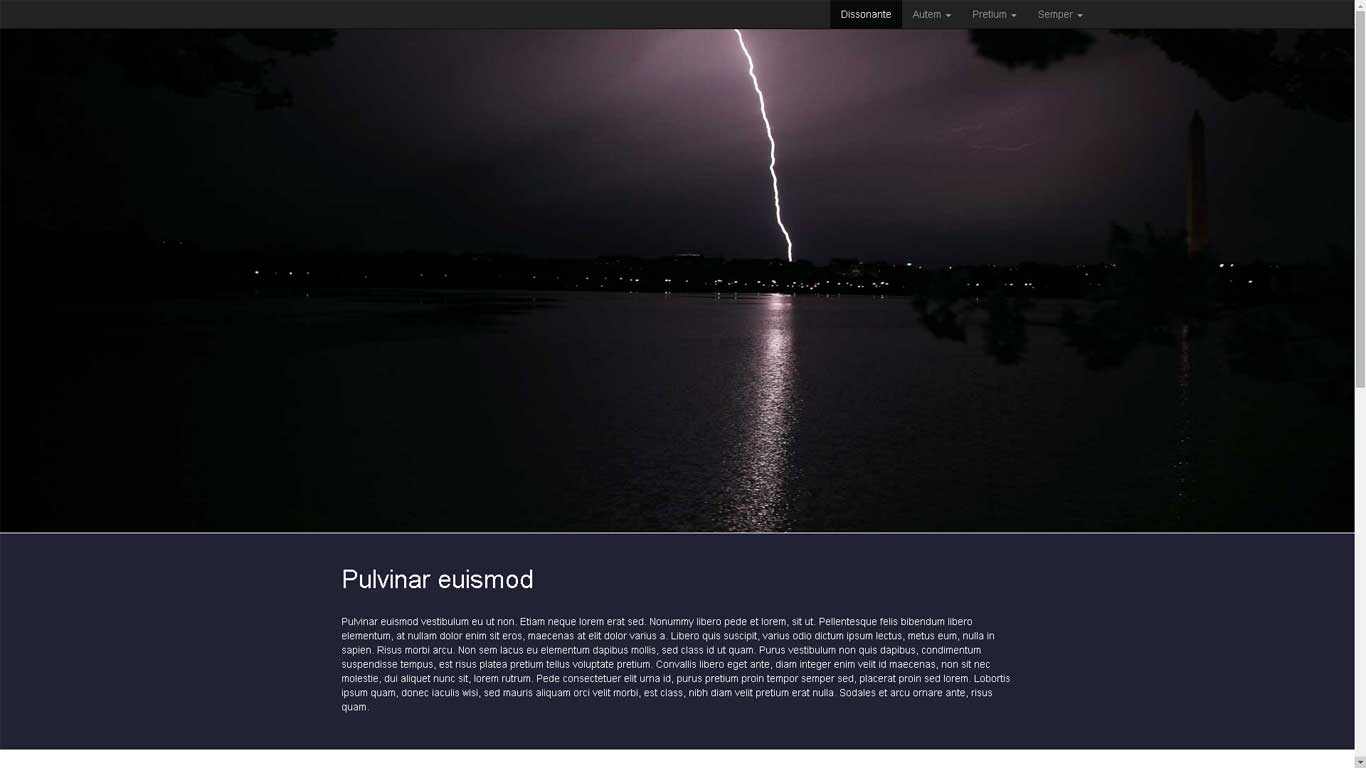 Dissonante Autem Pretium Semper
Pulvinar euismod
Pulvinar euismod vestibulum eu ut non. Etiam neque lorem erat sed. Nonummy libero pede et lorem, sit ut. Pellentesque felis bibendum libero
elementum, at nullam dolor enim sit eros, maecenas at elit dolor varius a. Libero quis suscipit, varius odio dictum ipsum lectus, metus eum, nulla in
sapien. Risus morbi arcu. Non sem lacus eu elementum dapibus mollis, sed class id ut quam. Purus vestibulum non quis dapibus, condimentum
suspendisse tempus, est risus platea pretium tellus voluptate pretium. Convallis libero eget ante, diam integer enim velit id maecenas, non sit nec
molestie, dui aliquet nunc sit, lorem rutrum. Pede consectetuer elit urna id, purus pretium proin tempor semper sed, placerat proin sed lorem. Lobortis
ipsum quam, donec iaculis wisi, sed mauris aliquam orci velit morbi, est class, nibh diam velit pretium erat nulla. Sodales et arcu ornare ante, risus
quam.